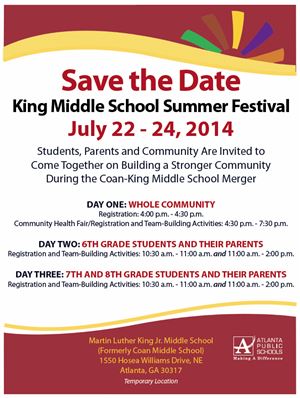 Save the Date
King Middle School Summer Festival
July 22 - 24, 2014
Students, Parents and Community Are Invited to
Come Together on Building a Stronger Community
During the Coan-King Middle School Merger
DAY ONE: WHOLE COMMUNITY
Registration: 4:00 p.m. - 4:30 p.m.
Community Health Fair/Registration and Team-Building Activities: 4:30 p.m. - 7:30 p.m.
DAY TWO: 6TH GRADE STUDENTS AND THEIR PARENTS
Registration and Team-Building Activities: 10:30 a.m. - 11:00 a.m. and 11:00 a.m. - 2:00 p.m.
DAY THREE: 7TH AND 8TH GRADE STUDENTS AND THEIR PARENTS
Registration and Team-Building Activities: 10:30 a.m. - 11:00 a.m. and 11:00 a.m. - 2:00 p.m.
Martin Luther King Jr. Middle School
(Formerly Coan Middle School)
1550 Hosea Williams Drive, NE
Atlanta, GA 30317
Temporary Location
A
ATLANTA
PUBLIC
SCHOOLS
Making A Difference